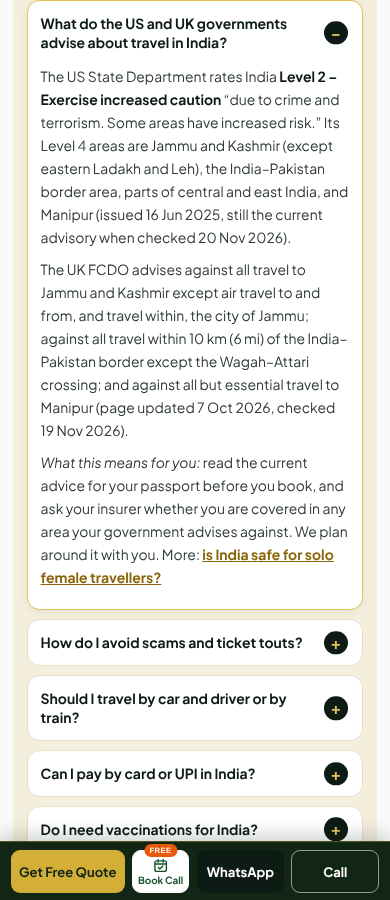 What do the US and UK governments
advise about travel in India?
–
The US State Department rates India Level 2 –
Exercise increased caution “due to crime and
terrorism. Some areas have increased risk.” Its
Level 4 areas are Jammu and Kashmir (except
eastern Ladakh and Leh), the India–Pakistan
border area, parts of central and east India, and
Manipur (issued 16 Jun 2025, still the current
advisory when checked 20 Nov 2026).
The UK FCDO advises against all travel to
Jammu and Kashmir except air travel to and
from, and travel within, the city of Jammu;
against all travel within 10 km (6 mi) of the India–
Pakistan border except the Wagah–Attari
crossing; and against all but essential travel to
Manipur (page updated 7 Oct 2026, checked
19 Nov 2026).
What this means for you: read the current
advice for your passport before you book, and
ask your insurer whether you are covered in any
area your government advises against. We plan
around it with you. More: is India safe for solo
female travellers?
How do I avoid scams and ticket touts?
+
Should I travel by car and driver or by
train?
+
Can I pay by card or UPI in India?
+
Do I need vaccinations for India?
+
Get Free Quote
FREE
Book Call
WhatsApp
Call